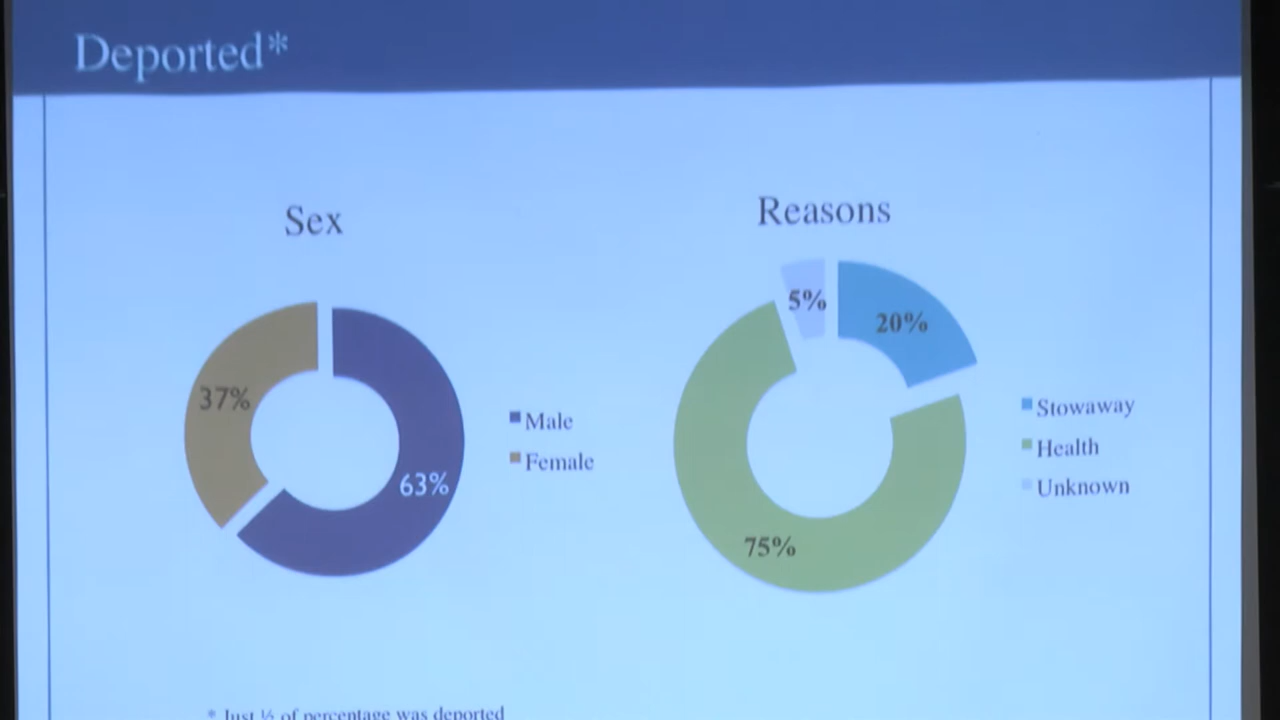 Deported*
Sex
37%
63%
Male
Female
Reasons
5%
20%
75%
Stowaway
Health
Unknown
* Just ½ of percentage was deported